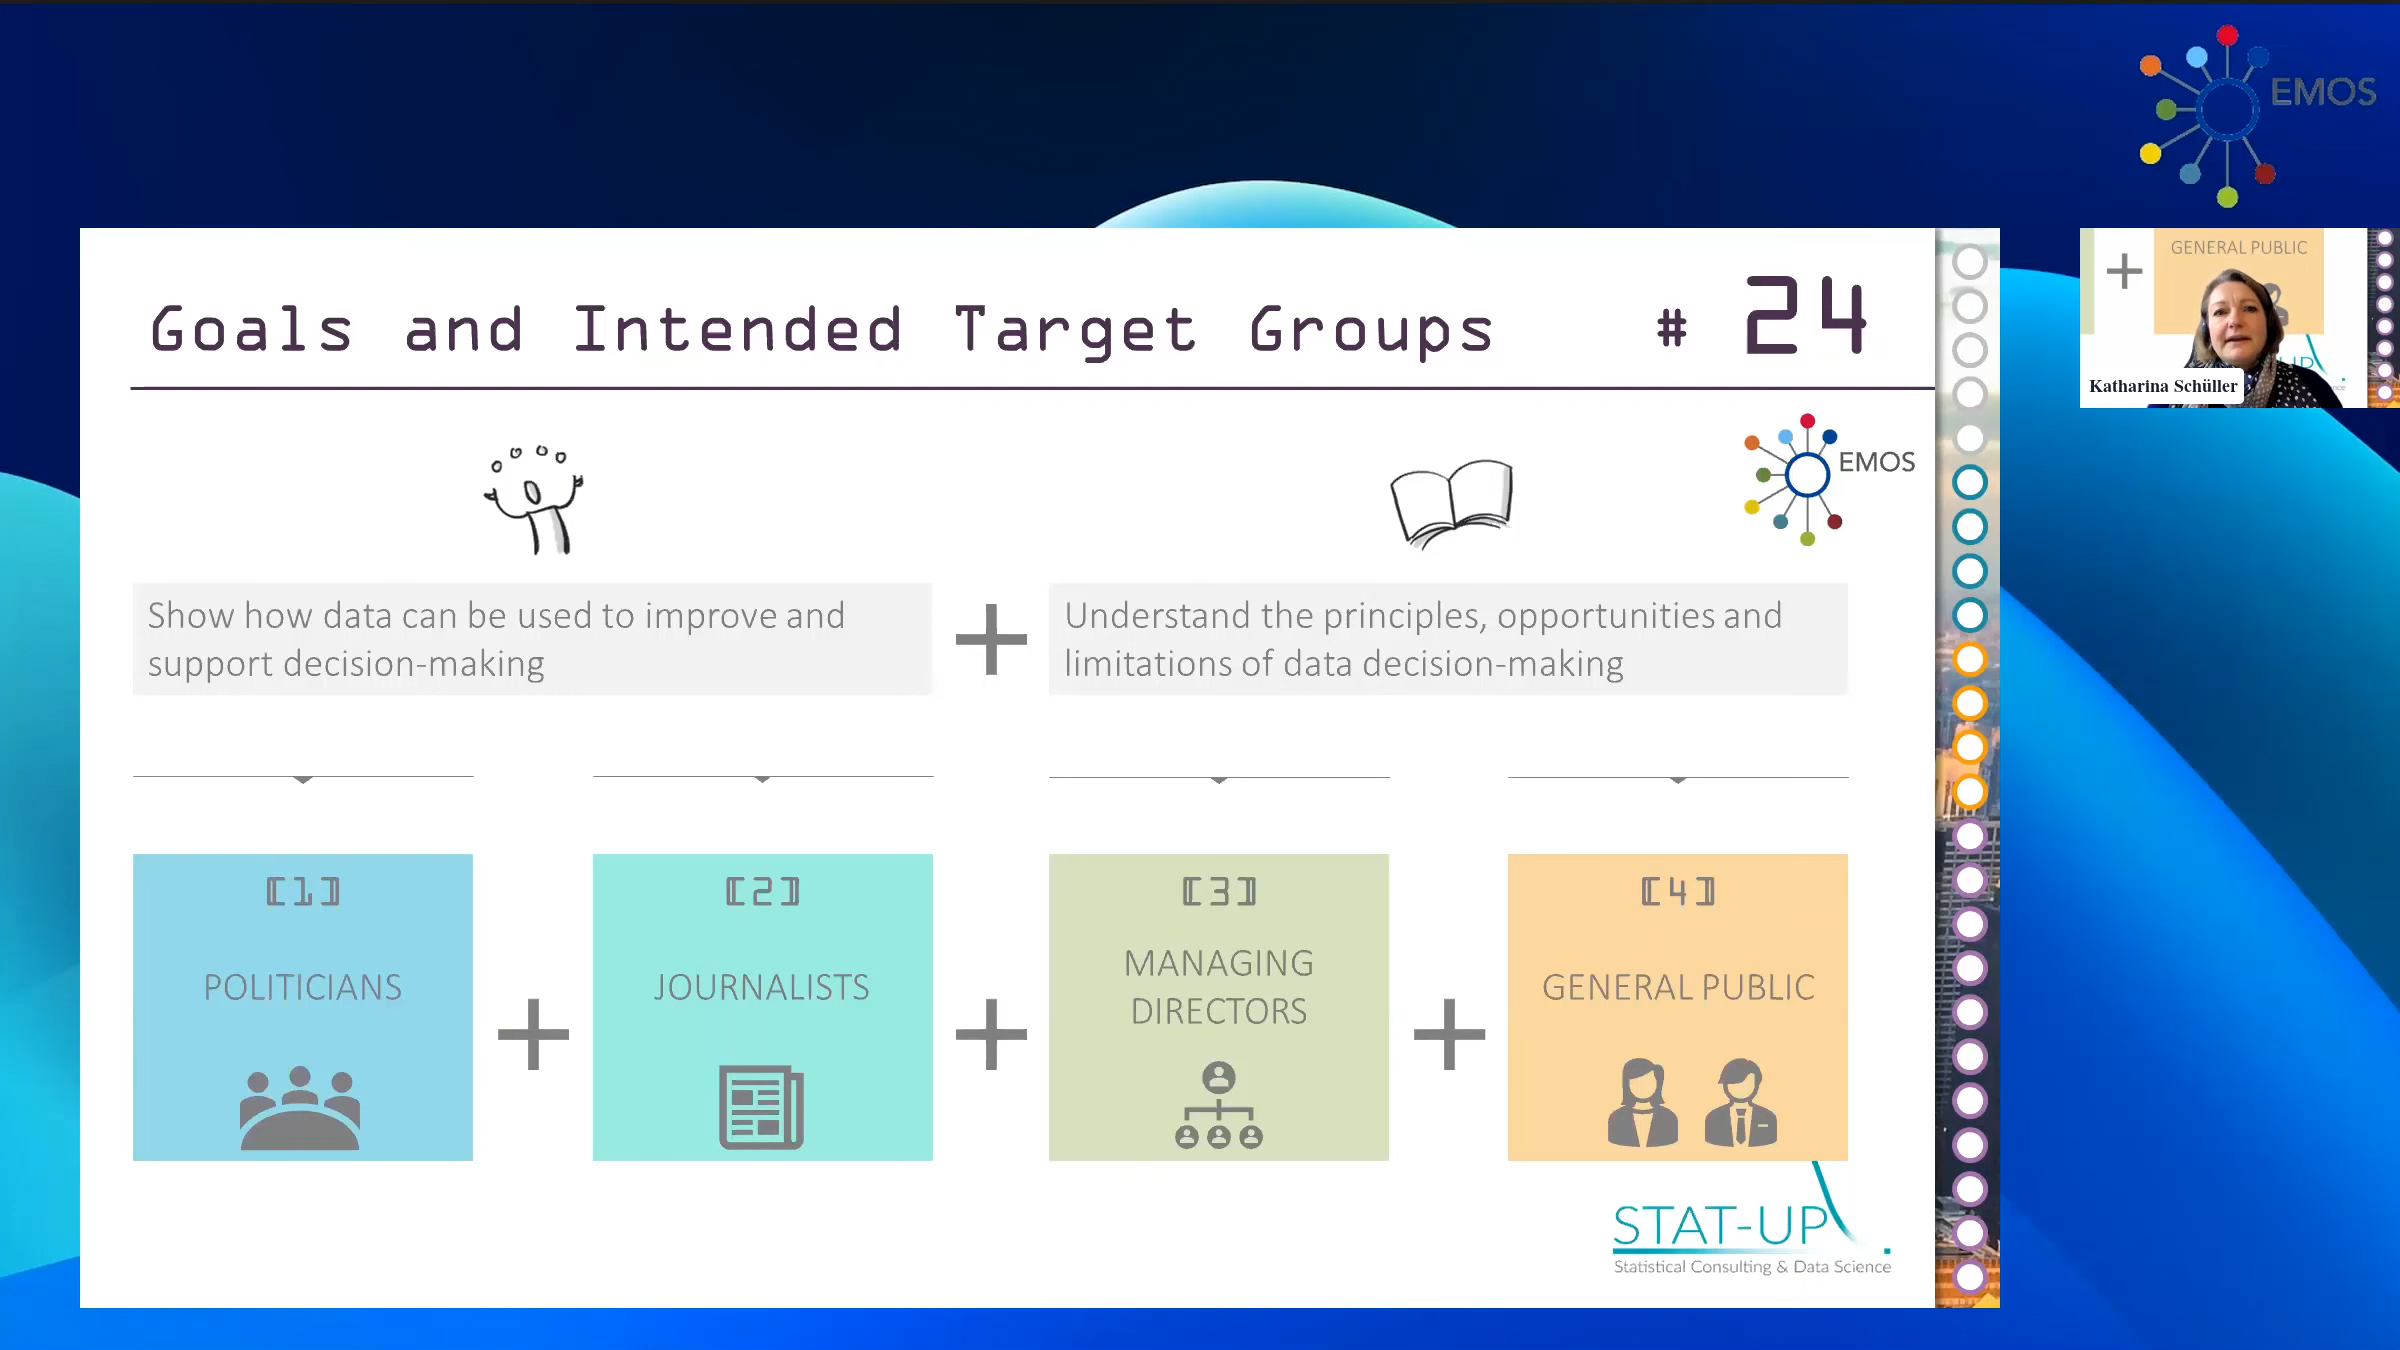 EMOS
Goals and Intended Target Groups # 24
EMOS
Show how data can be used to improve and
support decision-making
+
Understand the principles, opportunities and
limitations of data decision-making
[1]
POLITICIANS
+
[2]
JOURNALISTS
+
[3]
MANAGING
DIRECTORS
+
[4]
GENERAL PUBLIC
STAT-UP
Statistical Consulting & Data Science
+
GENERAL PUBLIC
Katharina Schüller